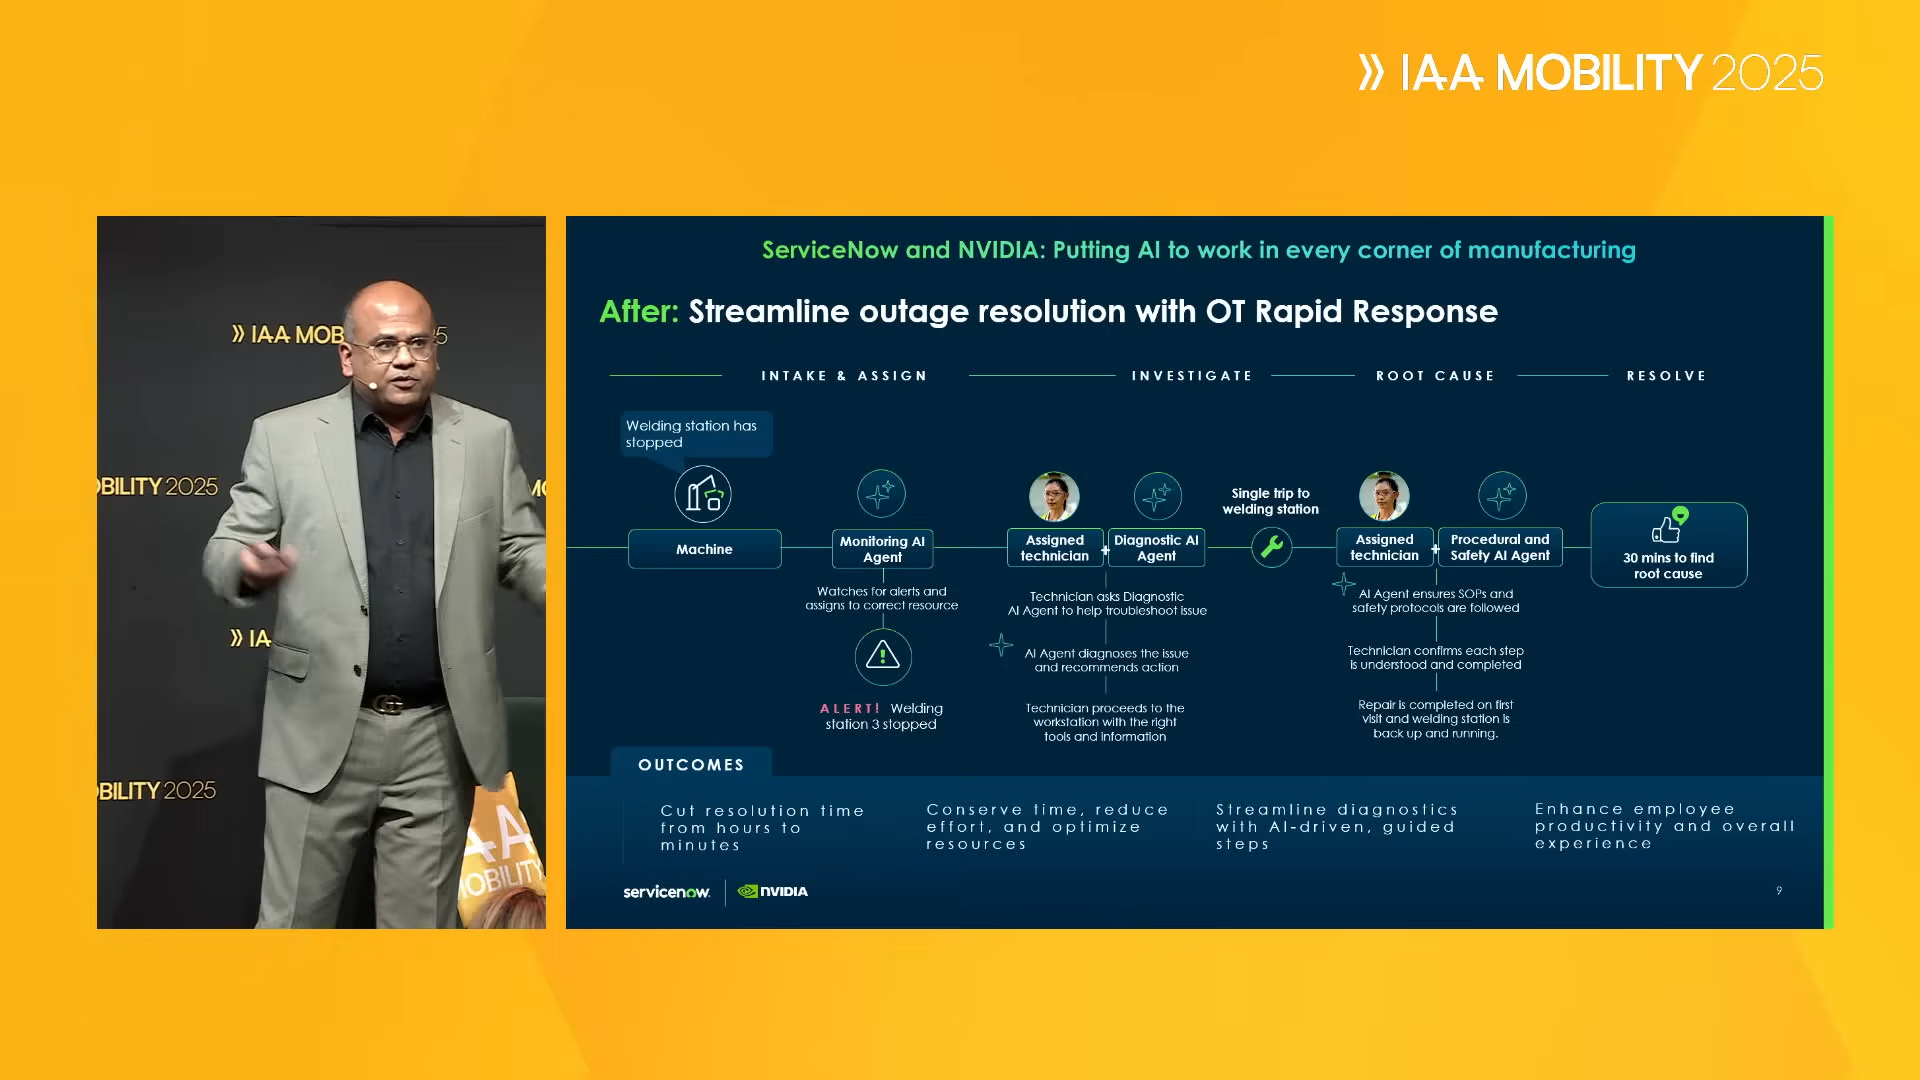 IAA MOBILITY 2025
IAA MOB 5
OBILITY 2025
MO
IA
OBILITY 2025
AA
MOBILITY
ServiceNow and NVIDIA: Putting AI to work in every corner of manufacturing
After: Streamline outage resolution with OT Rapid Response
INTAKE & ASSIGN
INVESTIGATE
ROOT CAUSE
RESOLVE
Welding station has
stopped
Machine
Monitoring AI
Agent
Watches for alerts and
assigns to correct resource
ALERT! Welding
station 3 stopped
Assigned
technician
+
Diagnostic AI
Agent
Technician asks Diagnostic
AI Agent to help troubleshoot issue
AI Agent diagnoses the issue
and recommends action
Technician proceeds to the
workstation with the right
tools and information
Single trip to
welding station
Assigned
technician
+
Procedural and
Safety AI Agent
AI Agent ensures SOPs and
safety protocols are followed
Technician confirms each step
is understood and completed
Repair is completed on first
visit and welding station is
back up and running.
30 mins to find
root cause
OUTCOMES
Cut resolution time
from hours to
minutes
Conserve time, reduce
effort, and optimize
resources
Streamline diagnostics
with AI-driven, guided
steps
Enhance employee
productivity and overall
experience
servicenow.
NVIDIA
9